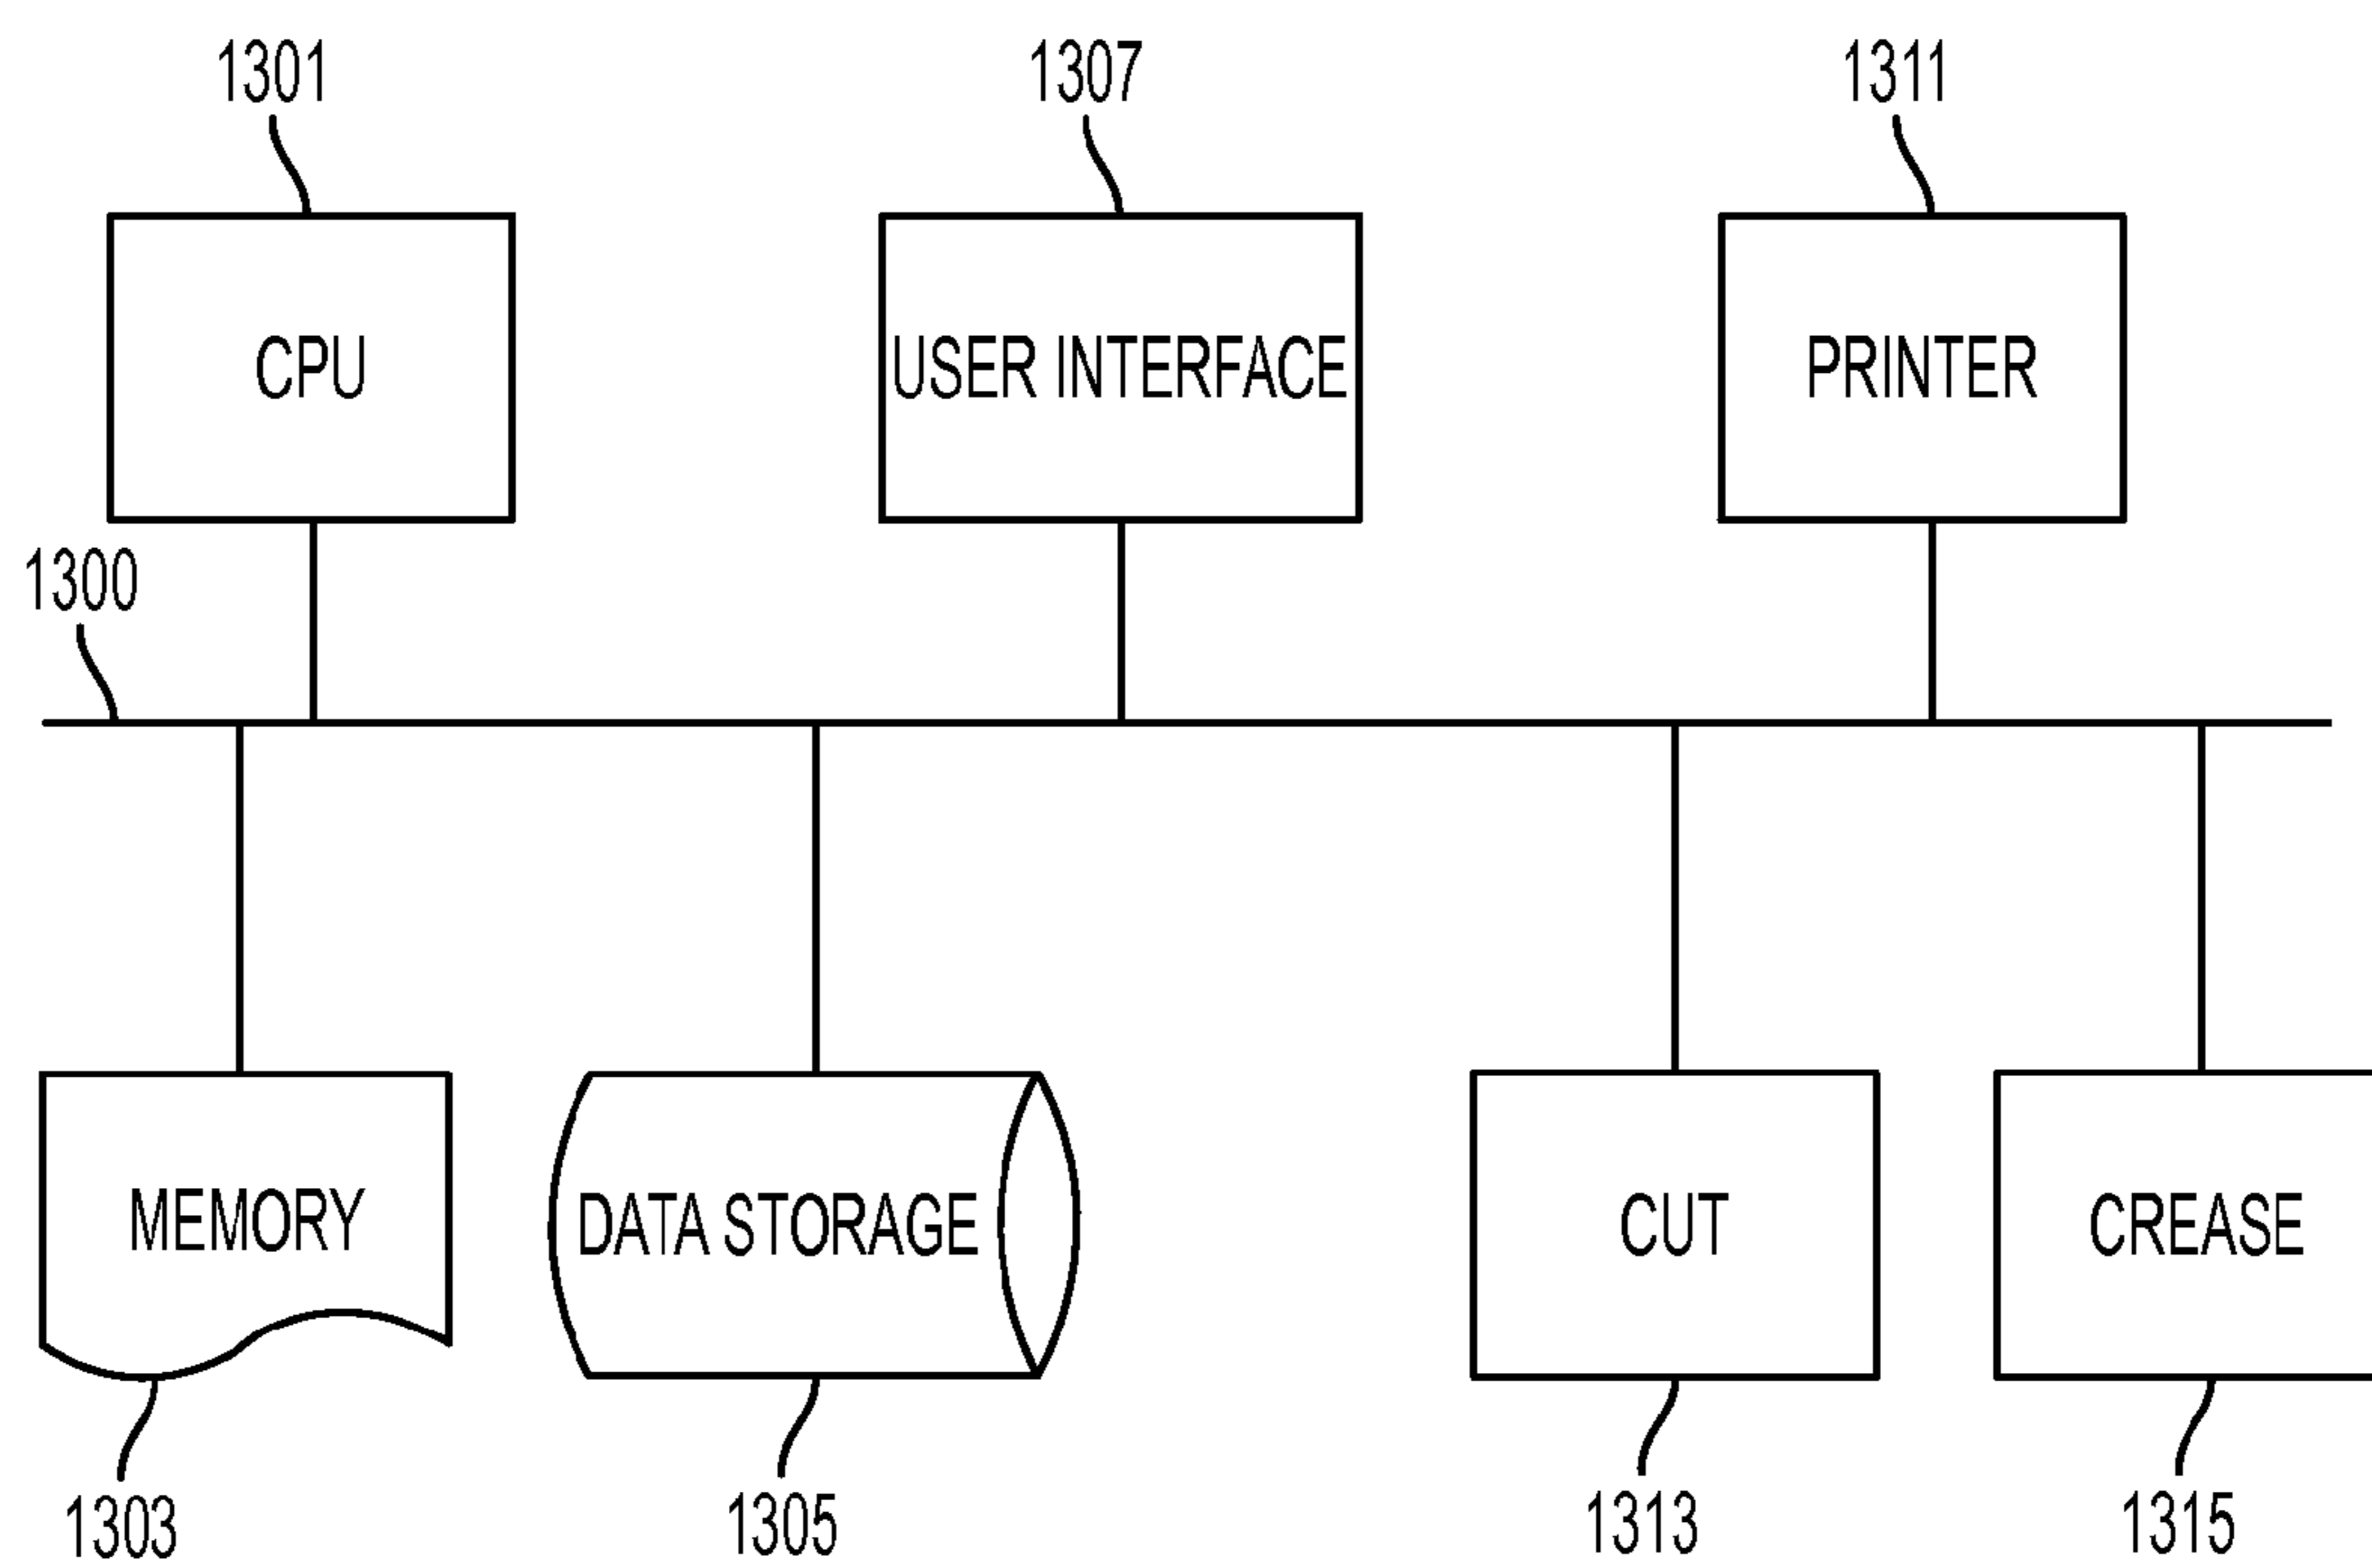 1301
1307
1311
CPU
USER INTERFACE
PRINTER
1300
MEMORY
DATA STORAGE
CUT
CREASE
1303
1305
1313
1315